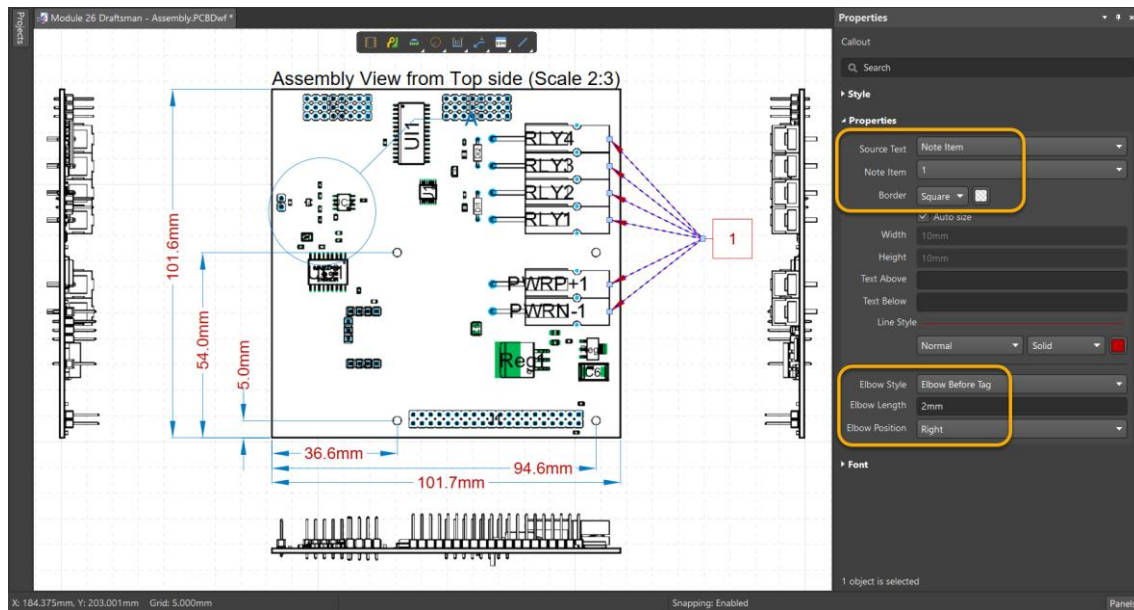 Projects
Module 26 Draftsman - Assembly.PCBDwf *
Assembly View from Top side (Scale 2:3)
A
U1
RLY4
RLY3
RLY2
RLY1
1
101.6mm
54.0mm
5.0mm
PWRP+1
PWRN-1
Reg1
C6
J1
36.6mm
94.6mm
101.7mm
Properties
Callout
Search
Style
Properties
Source Text Note Item
Note Item 1
Border Square
Auto size
Width 10mm
Height 10mm
Text Above
Text Below
Line Style
Normal Solid
Elbow Style Elbow Before Tag
Elbow Length 2mm
Elbow Position Right
Font
1 object is selected
X: 184.375mm, Y: 203.001mm Grid: 5.000mm
Snapping: Enabled
Panels